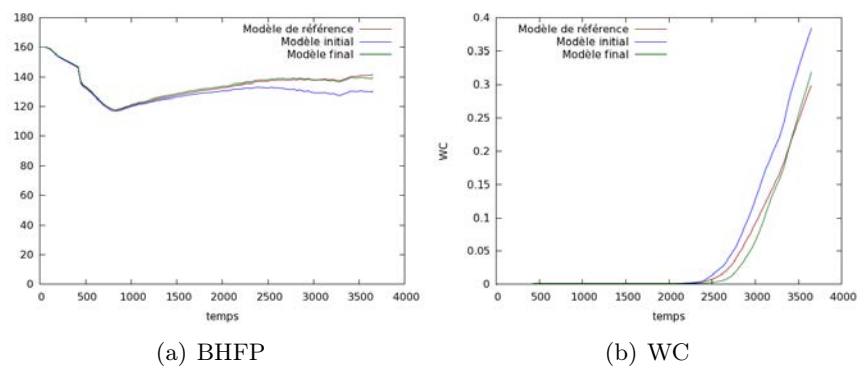 180
160
140
120
100
80
60
40
20
0
0 500 1000 1500 2000 2500 3000 3500 4000
temps
Modèle de référence
Modèle initial
Modèle final
(a) BHFP
0.4
0.35
0.3
0.25
0.2
0.15
0.1
0.05
0
WC
500 1000 1500 2000 2500 3000 3500 4000
temps
Modèle de référence
Modèle initial
Modèle final
(b) WC